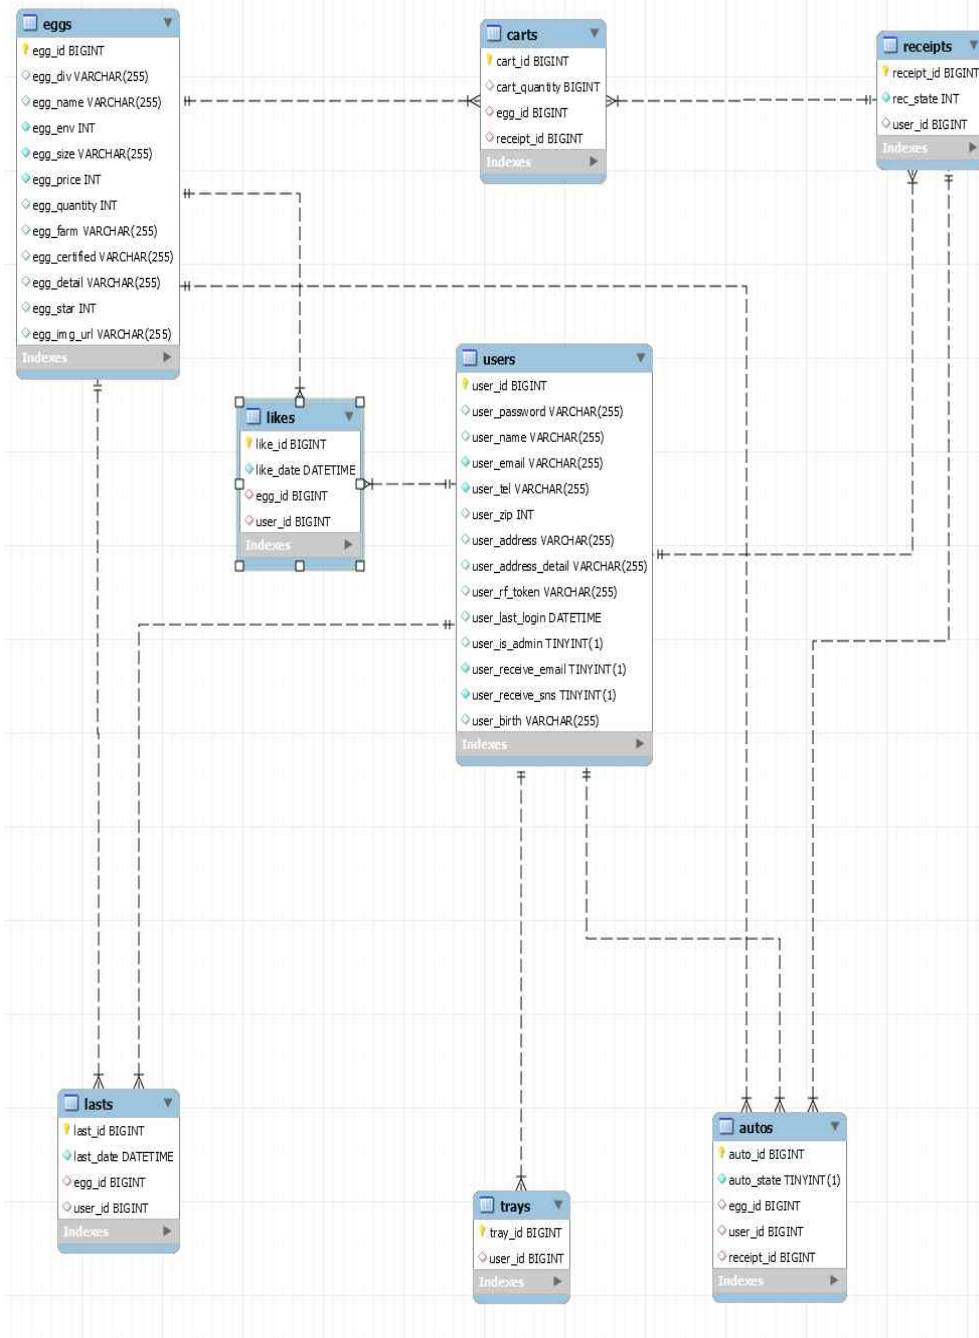 eggs
egg_id BIGINT
egg_div VARCHAR(255)
egg_name VARCHAR(255)
egg_env INT
egg_size VARCHAR(255)
egg_price INT
egg_quantity INT
egg_farm VARCHAR(255)
egg_certified VARCHAR(255)
egg_detail VARCHAR(255)
egg_star INT
egg_img_url VARCHAR(255)
Indexes
carts
cart_id BIGINT
cart_quantity BIGINT
egg_id BIGINT
receipt_id BIGINT
Indexes
receipts
receipt_id BIGINT
rec_state INT
user_id BIGINT
Indexes
likes
like_id BIGINT
like_date DATETIME
egg_id BIGINT
user_id BIGINT
Indexes
users
user_id BIGINT
user_password VARCHAR(255)
user_name VARCHAR(255)
user_email VARCHAR(255)
user_tel VARCHAR(255)
user_zip INT
user_address VARCHAR(255)
user_address_detail VARCHAR(255)
user_rf_token VARCHAR(255)
user_last_login DATETIME
user_is_admin TINYINT(1)
user_receive_email TINYINT(1)
user_receive_sns TINYINT(1)
user_birth VARCHAR(255)
Indexes
lasts
last_id BIGINT
last_date DATETIME
egg_id BIGINT
user_id BIGINT
Indexes
trays
tray_id BIGINT
user_id BIGINT
Indexes
autos
auto_id BIGINT
auto_state TINYINT(1)
egg_id BIGINT
user_id BIGINT
receipt_id BIGINT
Indexes